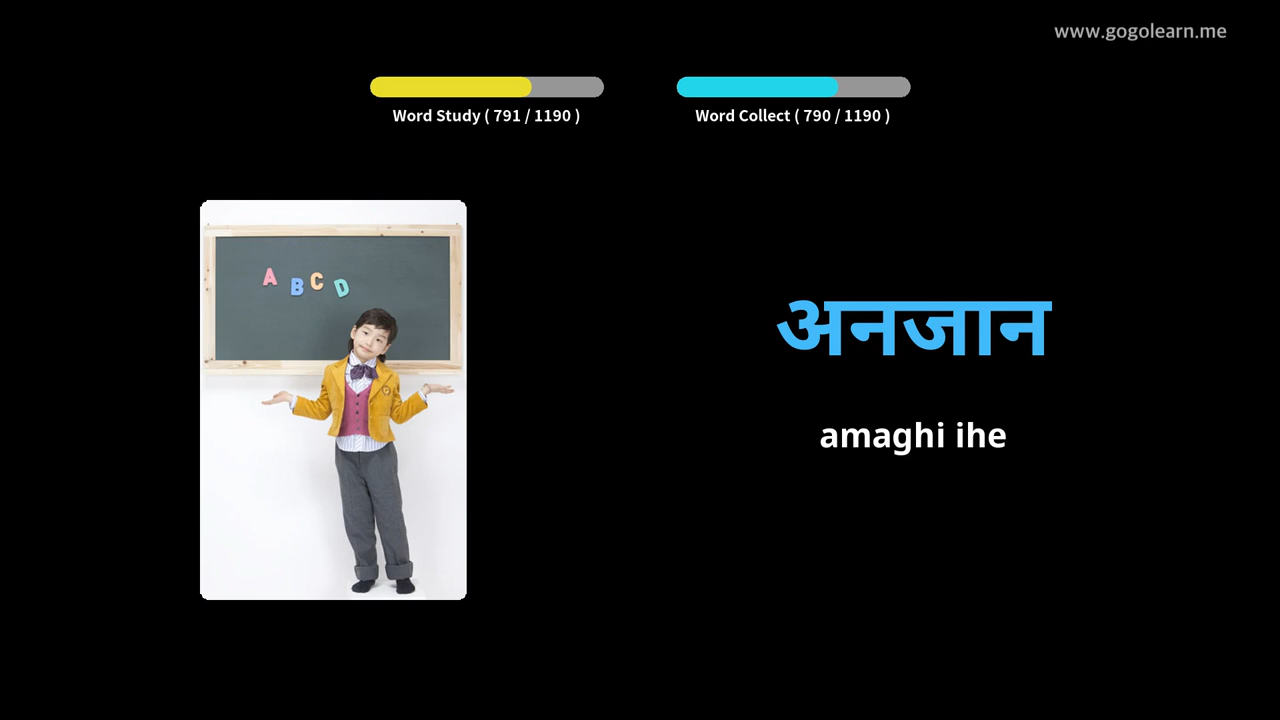 www.gogolearn.me
Word Study ( 791 / 1190 )
Word Collect ( 790 / 1190 )
A B C D
अनजान
amaghi ihe